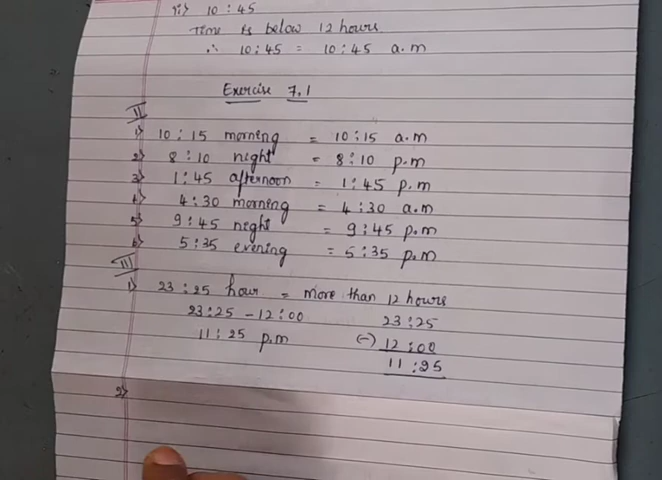 ii) 10 : 45
Time is below 12 hours
∴ 10:45 = 10:45 a.m
Exercise 7.1
II
1) 10 : 15 morning = 10:15 a.m
2) 8 : 10 night = 8:10 p.m
3) 1 : 45 afternoon = 1:45 p.m
4) 4:30 morning = 4:30 a.m
5) 9:45 night = 9:45 p.m
6) 5:35 evening = 5:35 p.m
III
1) 23:25 hour = more than 12 hours
23:25 - 12:00 23:25
11:25 p.m (-) 12:00
11:25
2)